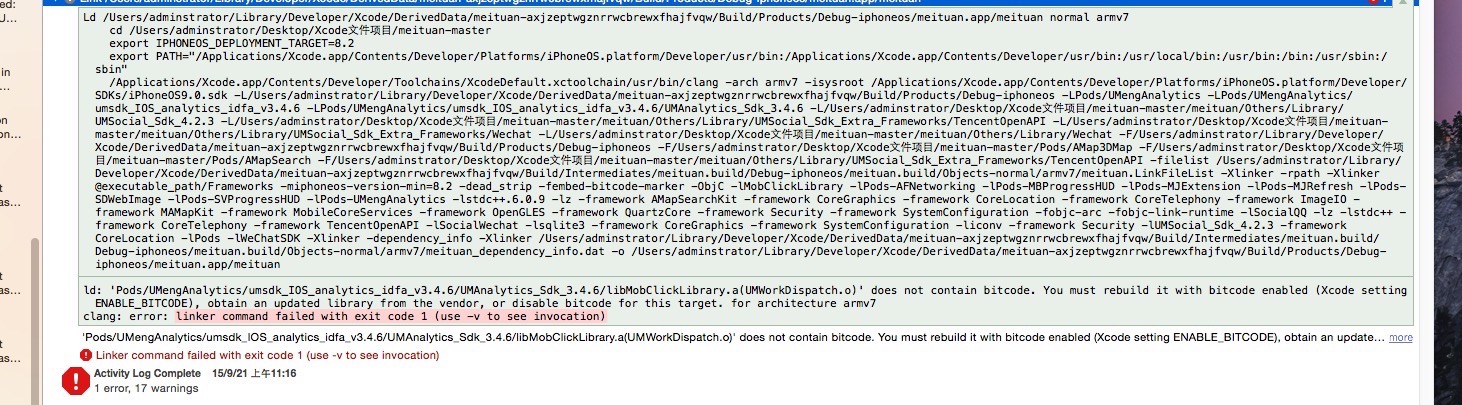 Ld /Users/adminstrator/Library/Developer/Xcode/DerivedData/meituan-axjzeptwgznrrwcbrewxfhajfvqw/Build/Products/Debug-iphoneos/meituan.app/meituan normal armv7
cd /Users/adminstrator/Desktop/Xcode文件项目/meituan-master
export IPHONEOS_DEPLOYMENT_TARGET=8.2
export PATH="/Applications/Xcode.app/Contents/Developer/Platforms/iPhoneOS.platform/Developer/usr/bin:/Applications/Xcode.app/Contents/Developer/usr/bin:/usr/local/bin:/usr/bin:/bin:/usr/sbin:/
sbin"
/Applications/Xcode.app/Contents/Developer/Toolchains/XcodeDefault.xctoolchain/usr/bin/clang -arch armv7 -isysroot /Applications/Xcode.app/Contents/Developer/Platforms/iPhoneOS.platform/Developer/
in
SDKs/iPhoneOS9.0.sdk -L/Users/adminstrator/Library/Developer/Xcode/DerivedData/meituan-axjzeptwgznrrwcbrewxfhajfvqw/Build/Products/Debug-iphoneos -LPods/UMengAnalytics -LPods/UMengAnalytics/
umsdk_IOS_analytics_idfa_v3.4.6 -LPods/UMengAnalytics/umsdk_IOS_analytics_idfa_v3.4.6/UMAnalytics_Sdk_3.4.6 -L/Users/adminstrator/Desktop/Xcode文件项目/meituan-master/meituan/Others/Library/
UMSocial_Sdk_4.2.3 -L/Users/adminstrator/Desktop/Xcode文件项目/meituan-master/meituan/Others/Library/UMSocial_Sdk_Extra_Frameworks/TencentOpenAPI -L/Users/adminstrator/Desktop/Xcode文件项目/meituan-
master/meituan/Others/Library/UMSocial_Sdk_Extra_Frameworks/Wechat -L/Users/adminstrator/Desktop/Xcode文件项目/meituan-master/meituan/Others/Library/Wechat -F/Users/adminstrator/Library/Developer/
Xcode/DerivedData/meituan-axjzeptwgznrrwcbrewxfhajfvqw/Build/Products/Debug-iphoneos -F/Users/adminstrator/Desktop/Xcode文件项目/meituan-master/Pods/AMap3DMap -F/Users/adminstrator/Desktop/Xcode文件项
目/meituan-master/Pods/AMapSearch -F/Users/adminstrator/Desktop/Xcode文件项目/meituan-master/meituan/Others/Library/UMSocial_Sdk_Extra_Frameworks/TencentOpenAPI -filelist /Users/adminstrator/Library/
Developer/Xcode/DerivedData/meituan-axjzeptwgznrrwcbrewxfhajfvqw/Build/Intermediates/meituan.build/Debug-iphoneos/meituan.build/Objects-normal/armv7/meituan.LinkFileList -Xlinker -rpath -Xlinker
@executable_path/Frameworks -miphoneos-version-min=8.2 -dead_strip -fembed-bitcode-marker -ObjC -lMobClickLibrary -lPods-AFNetworking -lPods-MBProgressHUD -lPods-MJExtension -lPods-MJRefresh -lPods-
SDWebImage -lPods-SVProgressHUD -lPods-UMengAnalytics -lstdc++.6.0.9 -lz -framework AMapSearchKit -framework CoreGraphics -framework CoreLocation -framework CoreTelephony -framework ImageIO -
framework MAMapKit -framework MobileCoreServices -framework OpenGLES -framework QuartzCore -framework Security -framework SystemConfiguration -fobjc-arc -fobjc-link-runtime -lSocialQQ -lz -lstdc++ -
framework CoreTelephony -framework TencentOpenAPI -lSocialWechat -lsqlite3 -framework CoreGraphics -framework SystemConfiguration -liconv -framework Security -lUMSocial_Sdk_4.2.3 -framework
CoreLocation -lPods -lWeChatSDK -Xlinker -dependency_info -Xlinker /Users/adminstrator/Library/Developer/Xcode/DerivedData/meituan-axjzeptwgznrrwcbrewxfhajfvqw/Build/Intermediates/meituan.build/
Debug-iphoneos/meituan.build/Objects-normal/armv7/meituan_dependency_info.dat -o /Users/adminstrator/Library/Developer/Xcode/DerivedData/meituan-axjzeptwgznrrwcbrewxfhajfvqw/Build/Products/Debug-
iphoneos/meituan.app/meituan
ld: 'Pods/UMengAnalytics/umsdk_IOS_analytics_idfa_v3.4.6/UMAnalytics_Sdk_3.4.6/libMobClickLibrary.a(UMWorkDispatch.o)' does not contain bitcode. You must rebuild it with bitcode enabled (Xcode setting
ENABLE_BITCODE), obtain an updated library from the vendor, or disable bitcode for this target. for architecture armv7
clang: error: linker command failed with exit code 1 (use -v to see invocation)
'Pods/UMengAnalytics/umsdk_IOS_analytics_idfa_v3.4.6/UMAnalytics_Sdk_3.4.6/libMobClickLibrary.a(UMWorkDispatch.o)' does not contain bitcode. You must rebuild it with bitcode enabled (Xcode setting ENABLE_BITCODE), obtain an update... more
Linker command failed with exit code 1 (use -v to see invocation)
Activity Log Complete 15/9/21 上午11:16
1 error, 17 warnings